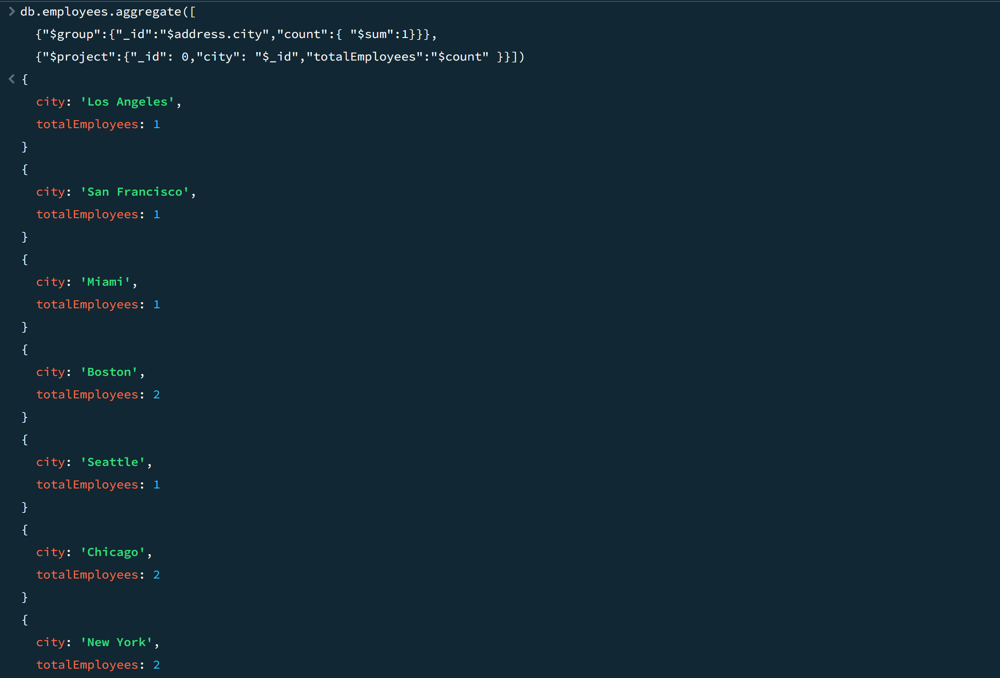 db.employees.aggregate([
{"$group":{"_id":"$address.city","count":{ "$sum":1}}},
{"$project":{"_id": 0,"city": "$_id","totalEmployees":"$count" }}])
{
city: 'Los Angeles',
totalEmployees: 1
}
{
city: 'San Francisco',
totalEmployees: 1
}
{
city: 'Miami',
totalEmployees: 1
}
{
city: 'Boston',
totalEmployees: 2
}
{
city: 'Seattle',
totalEmployees: 1
}
{
city: 'Chicago',
totalEmployees: 2
}
{
city: 'New York',
totalEmployees: 2